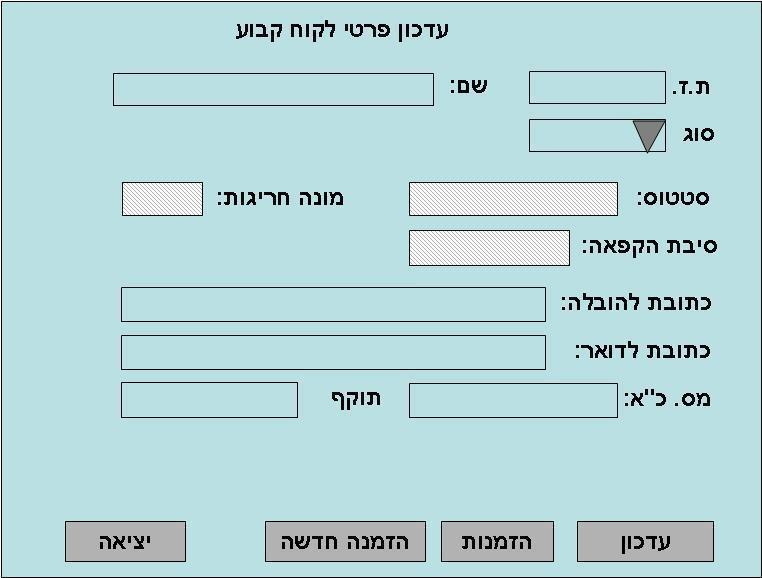 עדכון פרטי לקוח קבוע
ת.ז. שם:
סוג
סטטוס: מונה חריגות:
סיבת הקפאה:
כתובת להובלה:
כתובת לדואר:
מס. כ"א: תוקף
עדכון הזמנות הזמנה חדשה יציאה